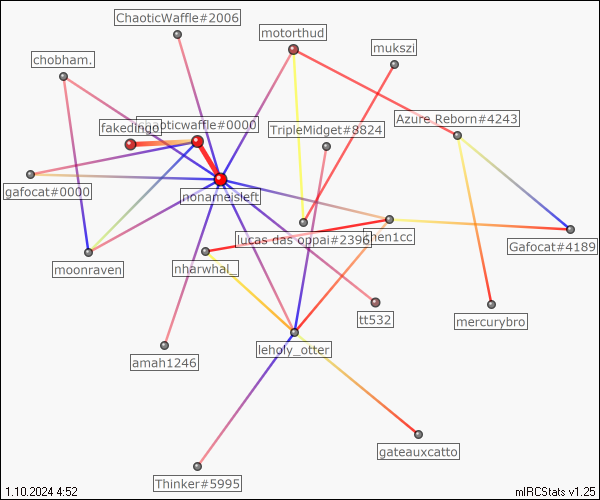 ChaoticWaffle#2006
motorthud
mukszi
chobham.
Azure Reborn#4243
chaoticwaffle#0000
fakedingo
TripleMidget#8824
gafocat#0000
nonameisleft
lucas das oppai#2396
hen1cc
Gafocat#4189
moonraven
nharwhal_
tt532
mercurybro
leholy_otter
amah1246
gateauxcatto
Thinker#5995
1.10.2024 4:52
mIRCStats v1.25